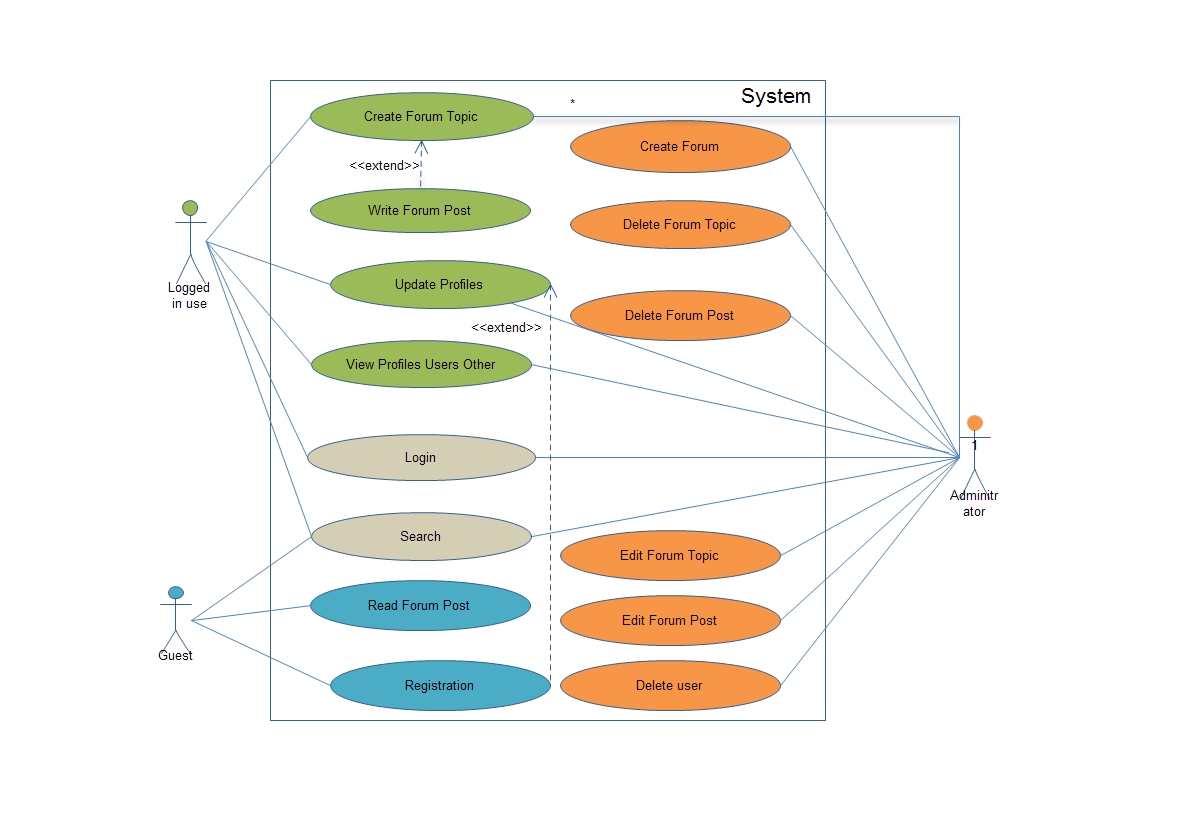 System
*
Create Forum Topic
Create Forum
<<extend>>
Write Forum Post
Delete Forum Topic
Logged
in use
Update Profiles
Delete Forum Post
<<extend>>
View Profiles Users Other
Login
1
Adminitr
ator
Search
Edit Forum Topic
Read Forum Post
Edit Forum Post
Guest
Registration
Delete user